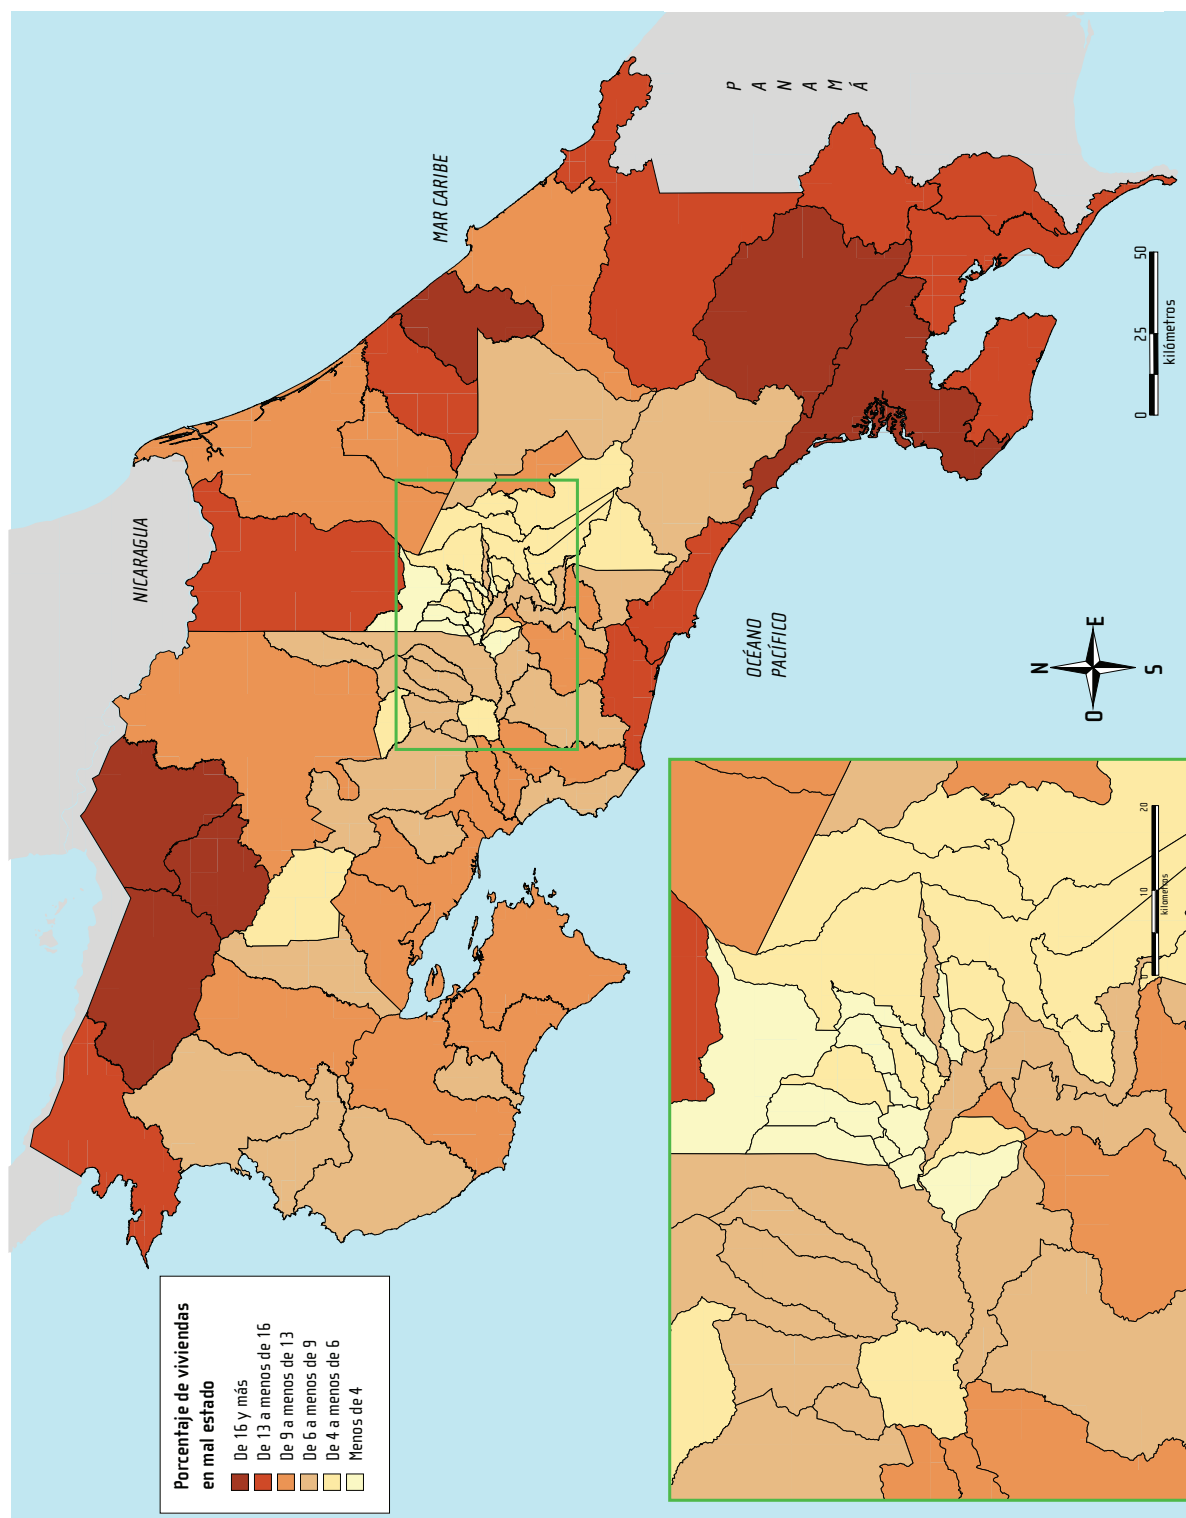 NICARAGUA
MAR CARIBE
P A N A M Á
OCÉANO
PACÍFICO
N
O
E
S
0 25 50
kilómetros
Porcentaje de viviendas
en mal estado
De 16 y más
De 13 a menos de 16
De 9 a menos de 13
De 6 a menos de 9
De 4 a menos de 6
Menos de 4
0 10 20
kilómetros